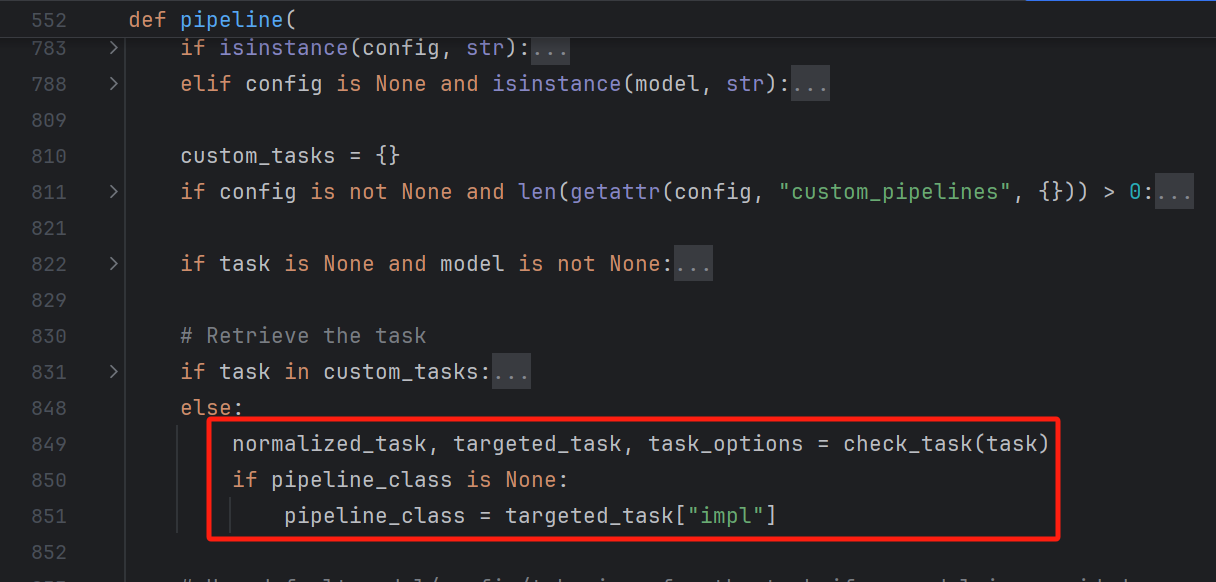 552 def pipeline(
783 if isinstance(config, str):...
788 elif config is None and isinstance(model, str):...
809
810 custom_tasks = {}
811 if config is not None and len(getattr(config, "custom_pipelines", {})) > 0:...
821
822 if task is None and model is not None:...
829
830 # Retrieve the task
831 if task in custom_tasks:...
848 else:
849 normalized_task, targeted_task, task_options = check_task(task)
850 if pipeline_class is None:
851 pipeline_class = targeted_task["impl"]
852